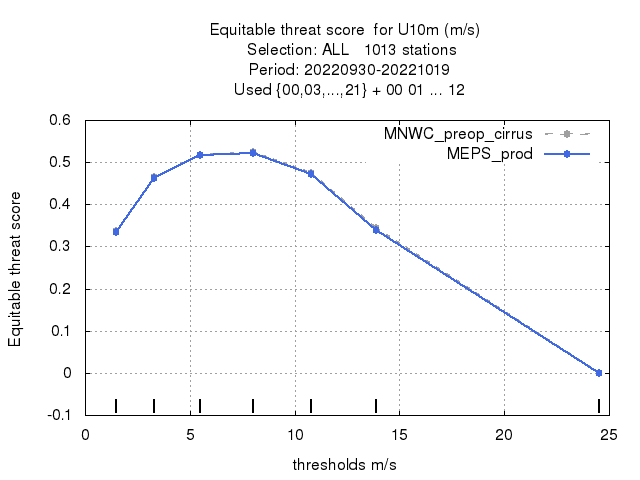 Equitable threat score  for U10m (m/s)
Selection: ALL   1013 stations
Period: 20220930-20221019
Used {00,03,...,21} + 00 01 ... 12
MNWC_preop_cirrus
MEPS_prod
Equitable threat score
0.6
0.5
0.4
0.3
0.2
0.1
0
-0.1
0 5 10 15 20 25
thresholds m/s